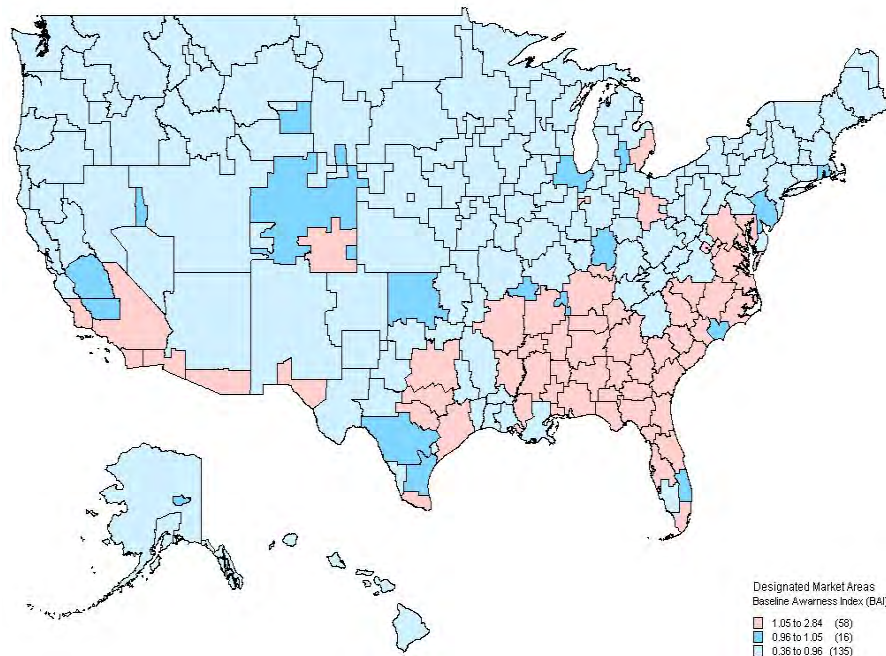 Designated Market Areas
Baseline Awarness Index (BAI)
1.05 to 2.84 (58)
0.96 to 1.05 (16)
0.36 to 0.96 (135)